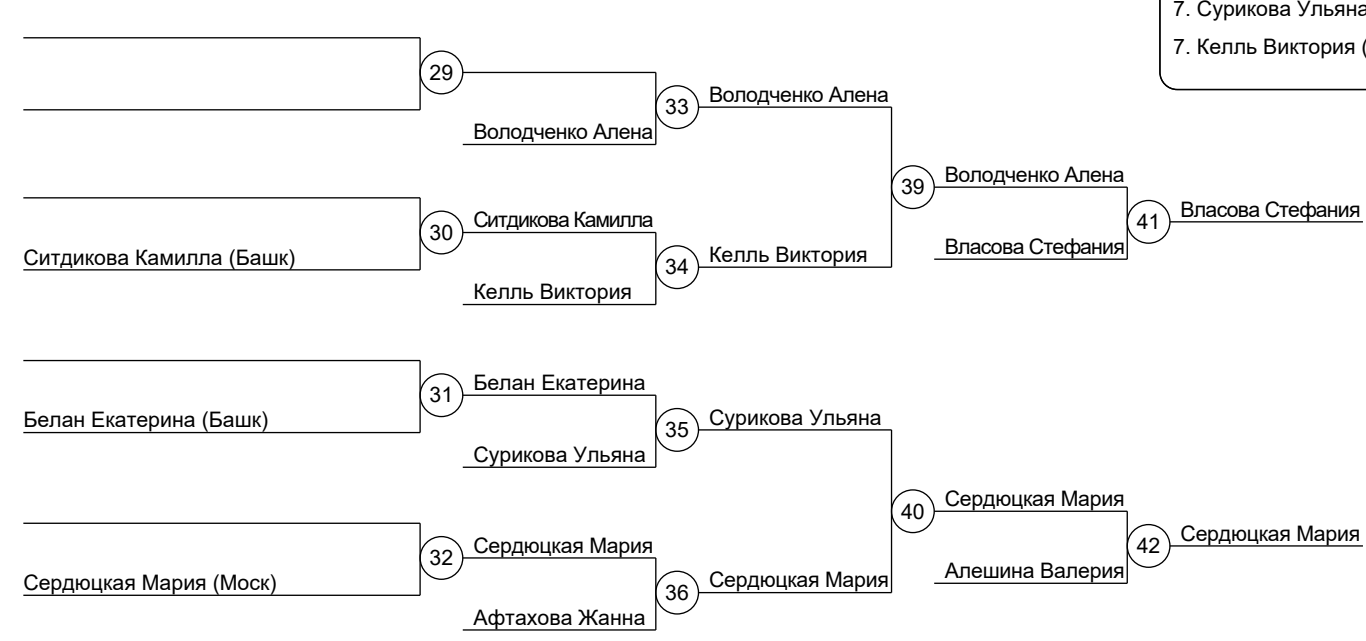 7. Сурикова Ульяна
7. Келль Виктория (
29
33
Володченко Алена
Володченко Алена
39
Володченко Алена
41
Власова Стефания
30
Ситдикова Камилла
Ситдикова Камилла (Башк)
34
Келль Виктория
Власова Стефания
Келль Виктория
31
Белан Екатерина
Белан Екатерина (Башк)
35
Сурикова Ульяна
Сурикова Ульяна
40
Сердюцкая Мария
42
Сердюцкая Мария
32
Сердюцкая Мария
Сердюцкая Мария (Моск)
36
Сердюцкая Мария
Алешина Валерия
Афтахова Жанна